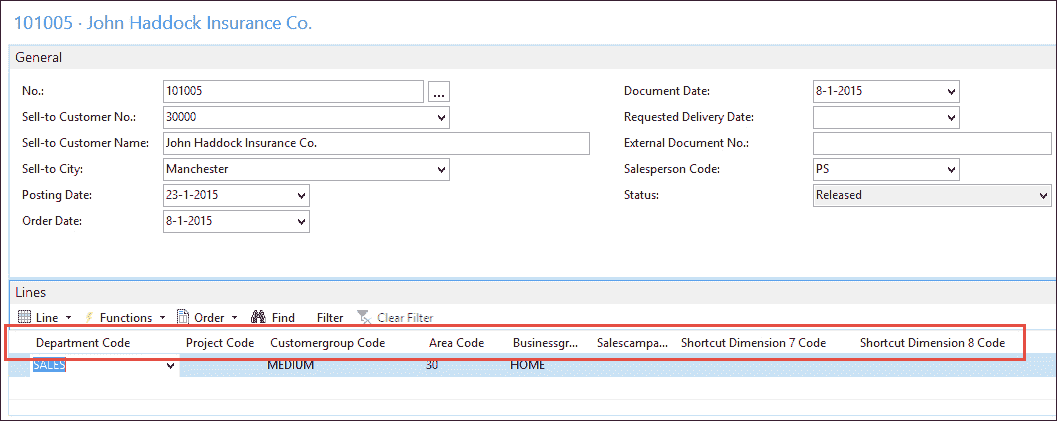 101005 · John Haddock Insurance Co.
General
No.: 101005 ...
Sell-to Customer No.: 30000
Sell-to Customer Name: John Haddock Insurance Co.
Sell-to City: Manchester
Posting Date: 23-1-2015
Order Date: 8-1-2015
Document Date: 8-1-2015
Requested Delivery Date:
External Document No.:
Salesperson Code: PS
Status: Released
Lines
Line Functions Order Find Filter Clear Filter
Department Code Project Code Customergroup Code Area Code Businessgr... Salescampa... Shortcut Dimension 7 Code Shortcut Dimension 8 Code
SALES MEDIUM 30 HOME